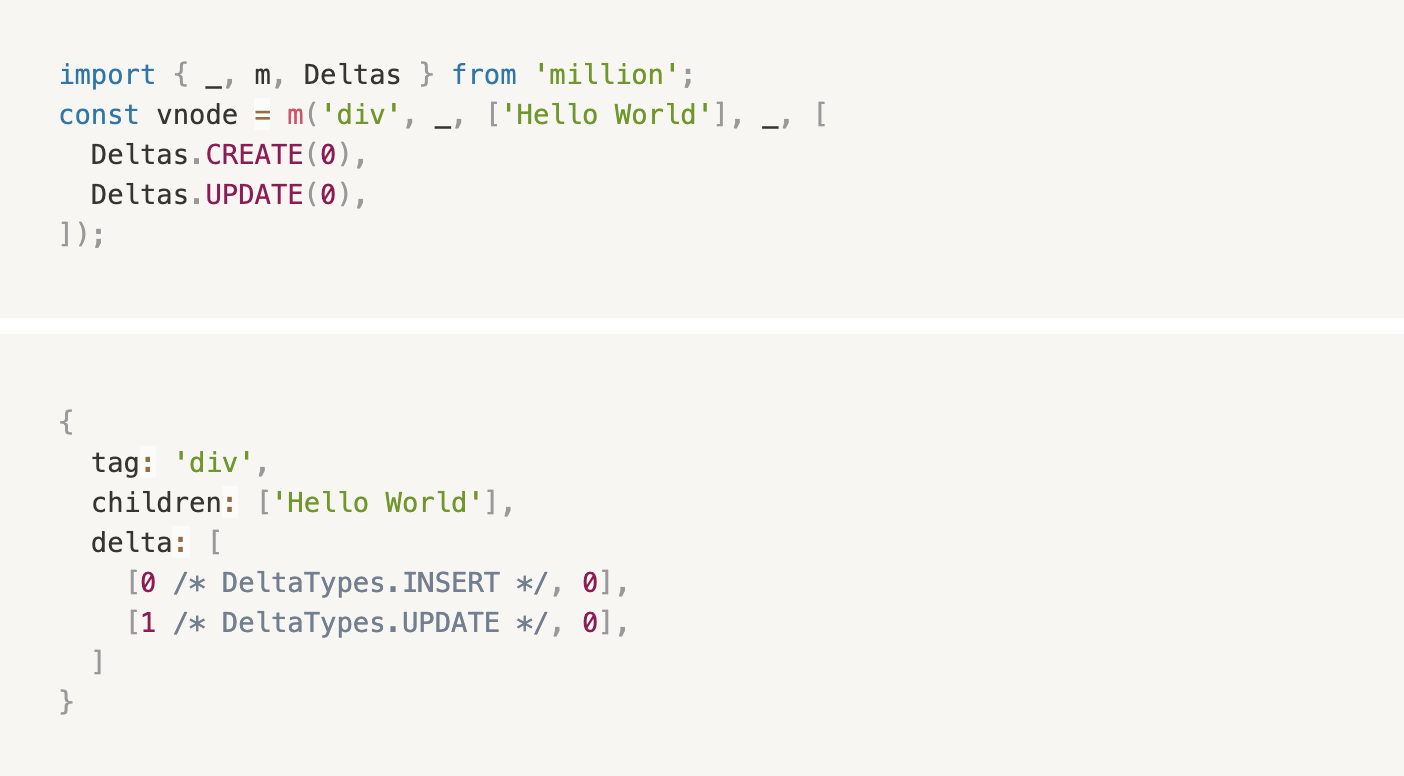 import { _, m, Deltas } from 'million';
const vnode = m('div', _, ['Hello World'], _, [
  Deltas.CREATE(0),
  Deltas.UPDATE(0),
]);
{
  tag: 'div',
  children: ['Hello World'],
  delta: [
    [0 /* DeltaTypes.INSERT */, 0],
    [1 /* DeltaTypes.UPDATE */, 0],
  ]
}